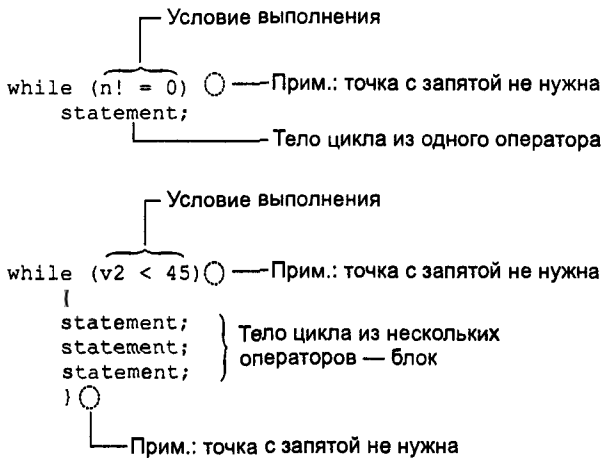 Условие выполнения
while (n! = 0) Прим.: точка с запятой не нужна
statement;
Тело цикла из одного оператора
Условие выполнения
while (v2 < 45) Прим.: точка с запятой не нужна
{
statement;
statement; Тело цикла из нескольких
statement; операторов — блок
}
Прим.: точка с запятой не нужна